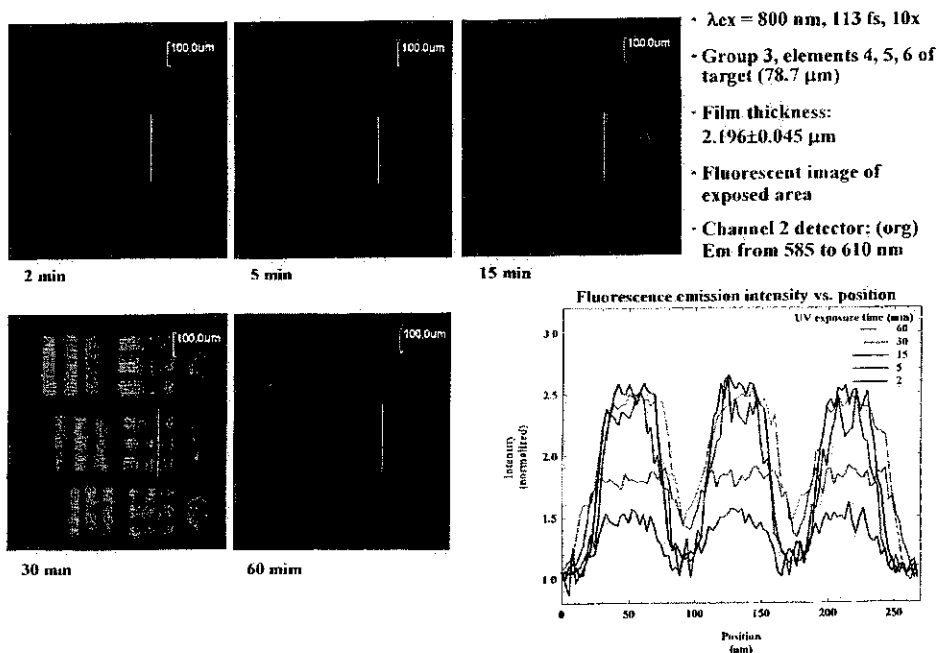 100.0um
100.0um
100.0um
2 min
5 min
15 min
· λex = 800 nm, 113 fs, 10x
· Group 3, elements 4, 5, 6 of
target (78.7 µm)
· Film thickness:
2.196±0.045 µm
· Fluorescent image of
exposed area
· Channel 2 detector: (org)
Em from 585 to 610 nm
100.0um
100.0um
30 min
60 mim
Fluorescence emission intensity vs. position
UV exposure time (min)
60
30
15
5
2
Intensity
(normalized)
3.0
2.5
2.0
1.5
1.0
0
50
100
150
200
250
Position
(µm)